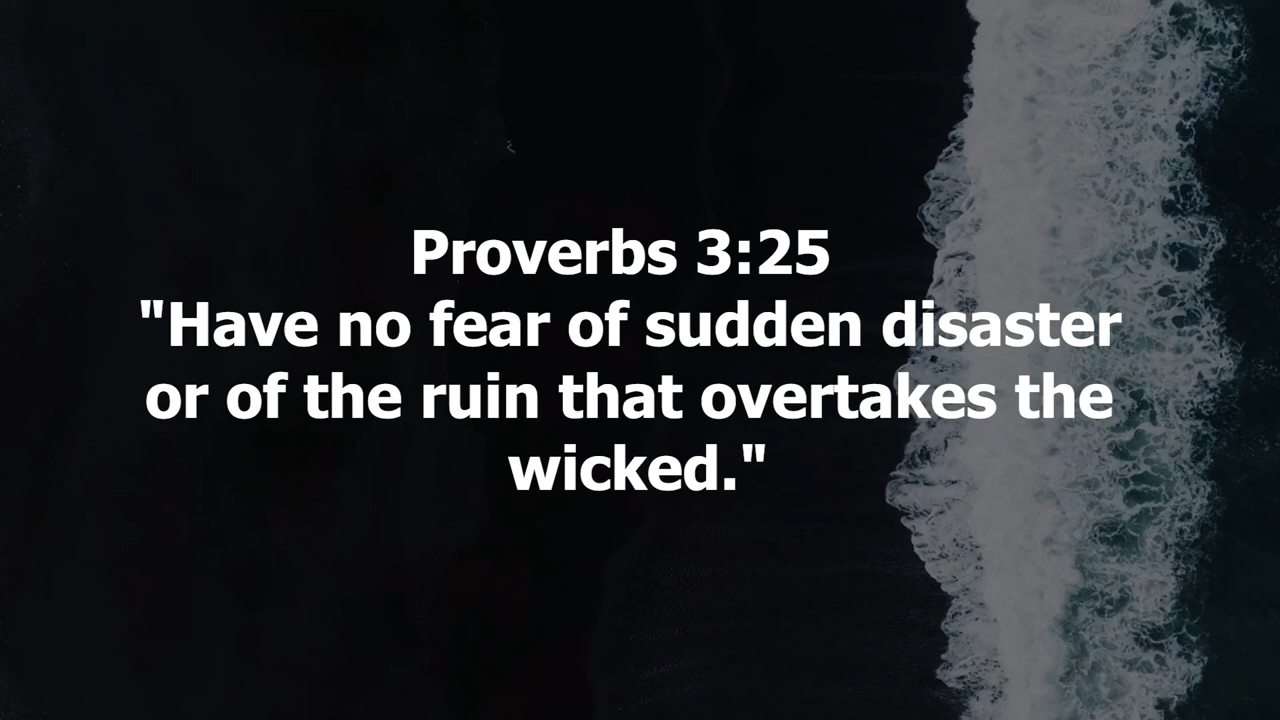 Proverbs 3:25
"Have no fear of sudden disaster
or of the ruin that overtakes the
wicked."